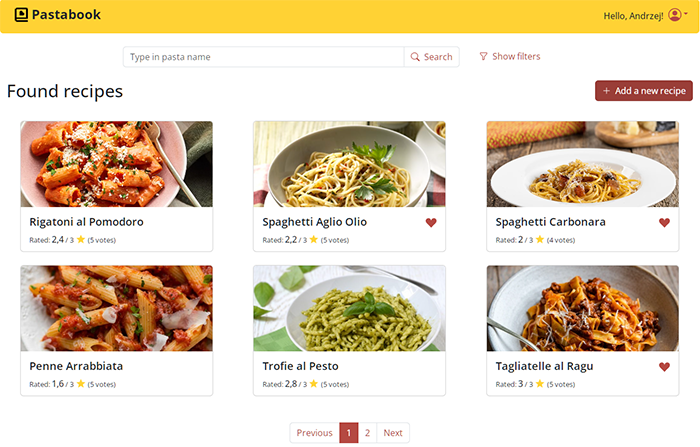 Pastabook
Hello, Andrzej!
Type in pasta name
Search
Show filters
Found recipes
+ Add a new recipe
Rigatoni al Pomodoro
Rated: 2,4 / 3 (5 votes)
Spaghetti Aglio Olio
Rated: 2,2 / 3 (5 votes)
Spaghetti Carbonara
Rated: 2 / 3 (4 votes)
Penne Arrabbiata
Rated: 1,6 / 3 (5 votes)
Trofie al Pesto
Rated: 2,8 / 3 (5 votes)
Tagliatelle al Ragu
Rated: 3 / 3 (5 votes)
Previous 1 2 Next